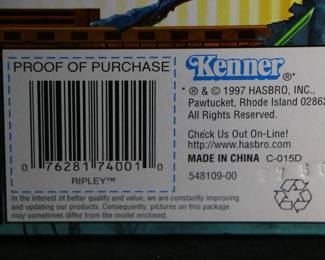 PROOF OF PURCHASE
0 76281 74001 0
RIPLEY™
Kenner®*
* ® & © 1997 HASBRO, INC.,
Pawtucket, Rhode Island 02862
All Rights Reserved.
Check Us Out On-Line!
http://www.hasbro.com
MADE IN CHINA C-015D
548109-00
In the interest of better quality and value, we are constantly improving
and updating our products. Consequently, pictures on this package
may sometimes differ from the model enclosed.